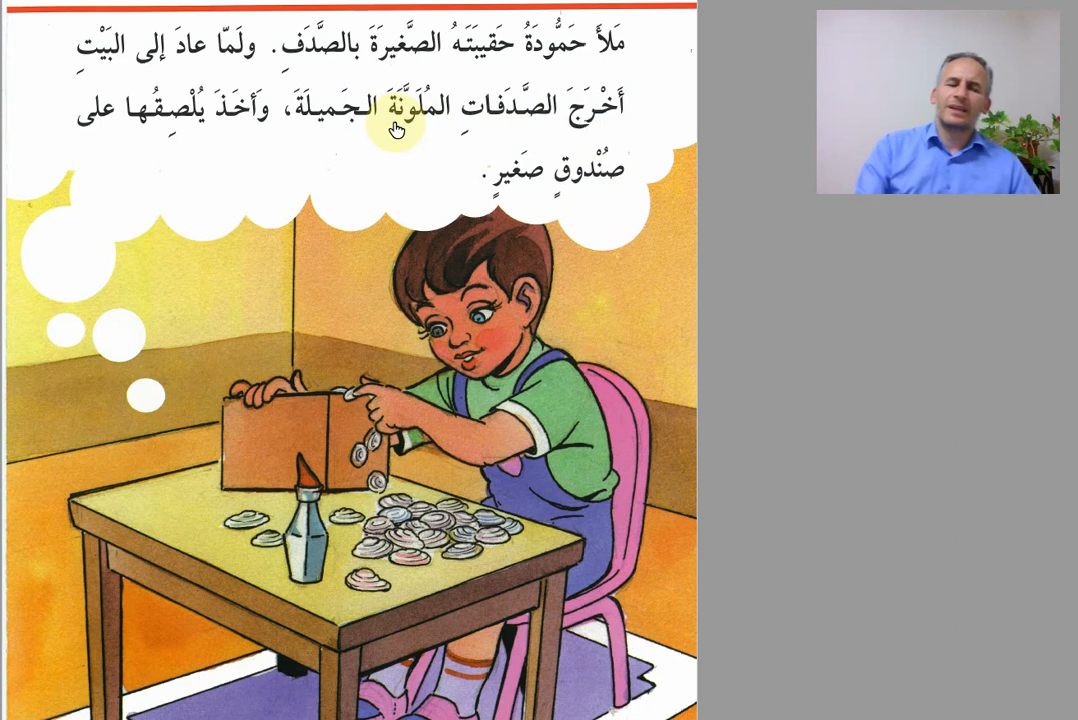 مَلأَ حَمُّودَةُ حَقيبَتَهُ الصَّغيرَةَ بالصَّدَفِ. ولَمّا عادَ إلى البَيْتِ
أَخْرَجَ الصَّدَفاتِ المُلَوَّنَةَ الجَميلَةَ، وَأَخَذَ يُلْصِقُها على
صُنْدوقٍ صَغيرٍ.